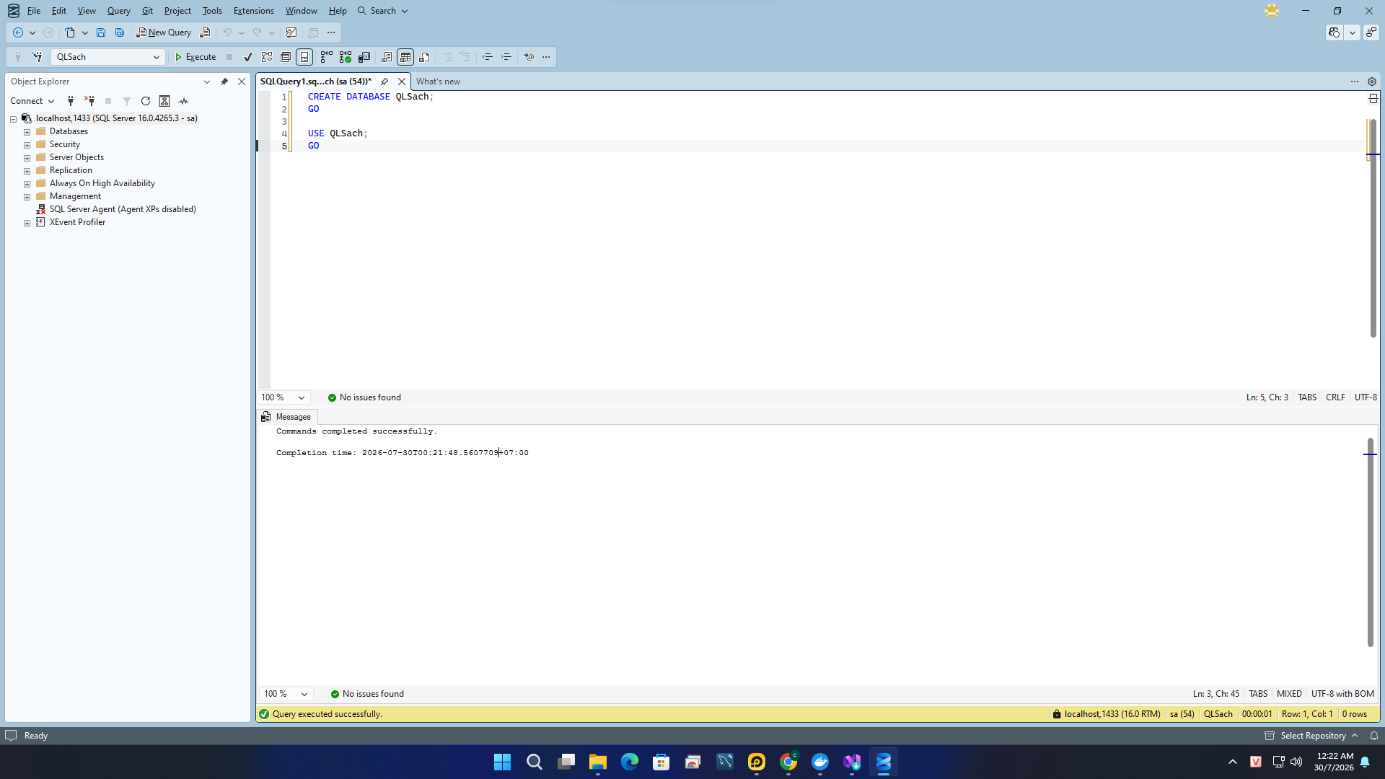 File Edit View Query Git Project Tools Extensions Window Help Search
New Query
QLSach Execute
Object Explorer
Connect
localhost,1433 (SQL Server 16.0.4265.3 - sa)
Databases
Security
Server Objects
Replication
Always On High Availability
Management
SQL Server Agent (Agent XPs disabled)
XEvent Profiler
SQLQuery1.sq...ch (sa (54))* What's new
1 CREATE DATABASE QLSach;
2 GO
3
4 USE QLSach;
5 GO
100 % No issues found Ln: 5, Ch: 3 TABS CRLF UTF-8
Messages
Commands completed successfully.
Completion time: 2026-07-30T00:21:48.5607709+07:00
100 % No issues found Ln: 3, Ch: 45 TABS MIXED UTF-8 with BOM
Query executed successfully. localhost,1433 (16.0 RTM) sa (54) QLSach 00:00:01 Row: 1, Col: 1 0 rows
Ready Select Repository
12:22 AM
30/7/2026